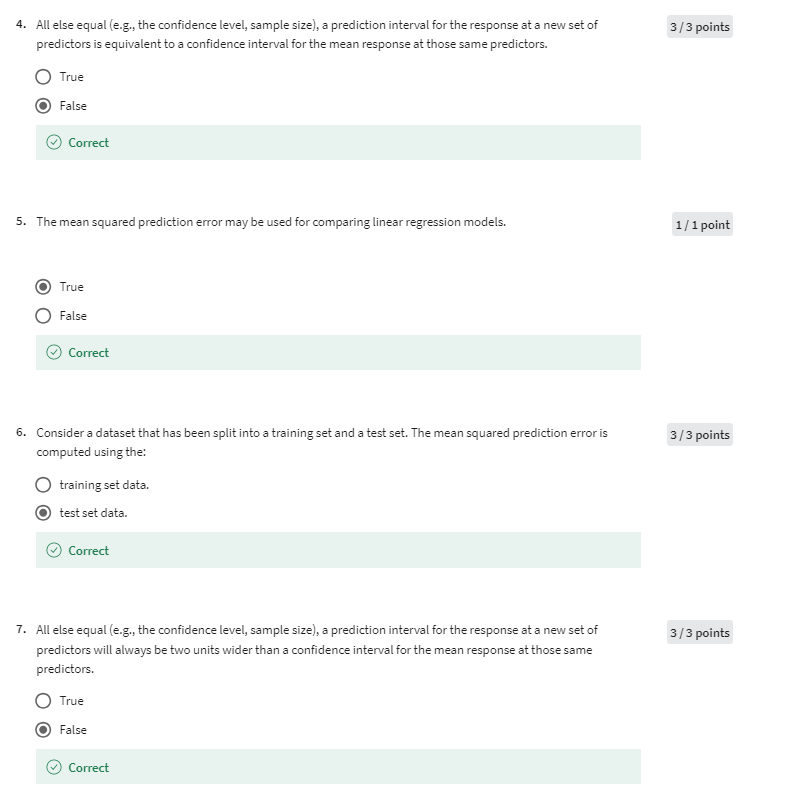 4. All else equal (e.g., the confidence level, sample size), a prediction interval for the response at a new set of
predictors is equivalent to a confidence interval for the mean response at those same predictors.
3 / 3 points
True
False
Correct
5. The mean squared prediction error may be used for comparing linear regression models.
1 / 1 point
True
False
Correct
6. Consider a dataset that has been split into a training set and a test set. The mean squared prediction error is
computed using the:
3 / 3 points
training set data.
test set data.
Correct
7. All else equal (e.g., the confidence level, sample size), a prediction interval for the response at a new set of
predictors will always be two units wider than a confidence interval for the mean response at those same
predictors.
3 / 3 points
True
False
Correct